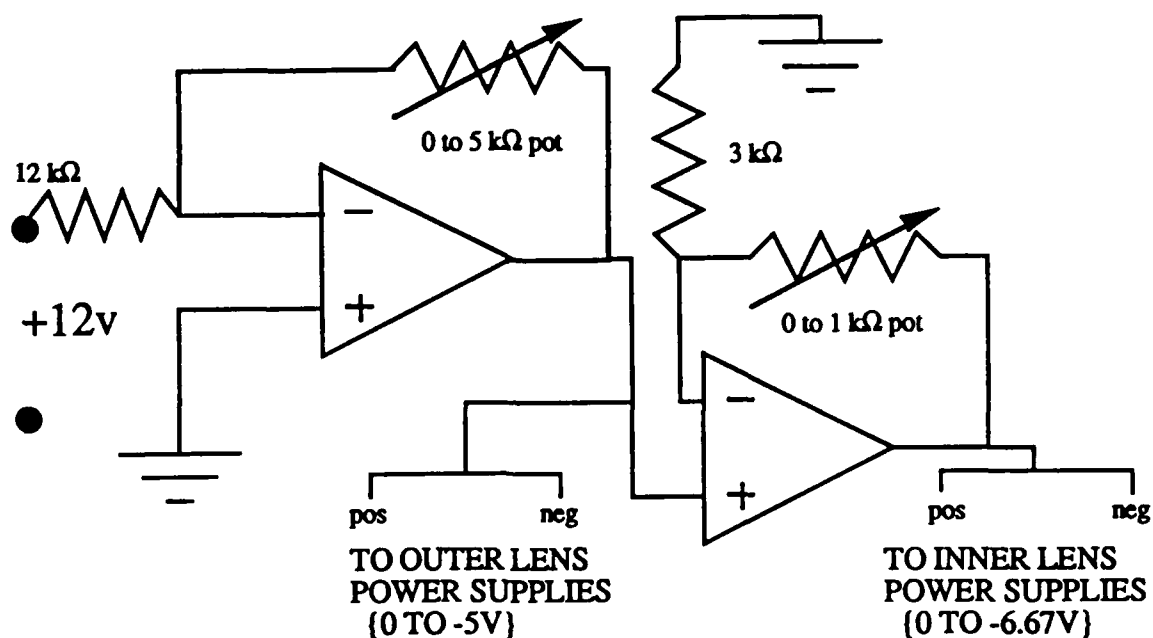 0 to 5 kΩ pot
12 kΩ
3 kΩ
−
+
+12v
0 to 1 kΩ pot
−
+
pos
neg
TO OUTER LENS
POWER SUPPLIES
{0 TO -5V}
pos
neg
TO INNER LENS
POWER SUPPLIES
{0 TO -6.67V}